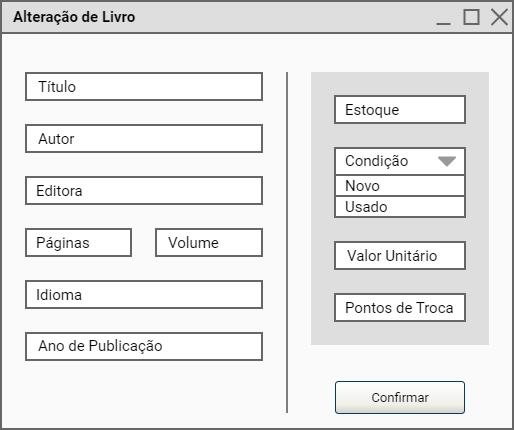 Alteração de Livro
Título
Autor
Editora
Páginas
Volume
Idioma
Ano de Publicação
Estoque
Condição
Novo
Usado
Valor Unitário
Pontos de Troca
Confirmar